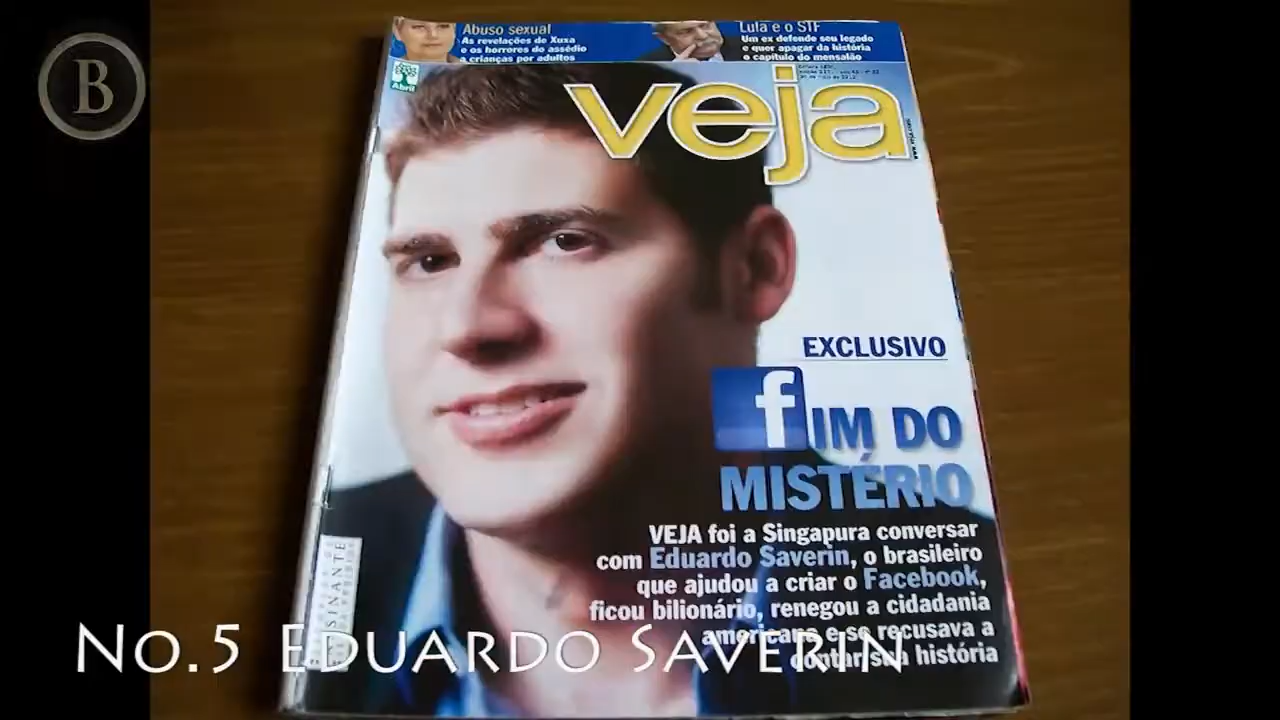 B
Abuso sexual
As revelações de Xuxa
e os horrores do assédio
a crianças por adultos
Lula e o STF
Um ex defende seu legado
e quer apagar da história
o capítulo do mensalão
Abril
veja
EXCLUSIVO
fIM DO
MISTÉRIO
VEJA foi a Singapura conversar
com Eduardo Saverin, o brasileiro
que ajudou a criar o Facebook,
ficou bilionário, renegou a cidadania
americana e se recusava a
contar sua história
No.5 Eduardo Saverin